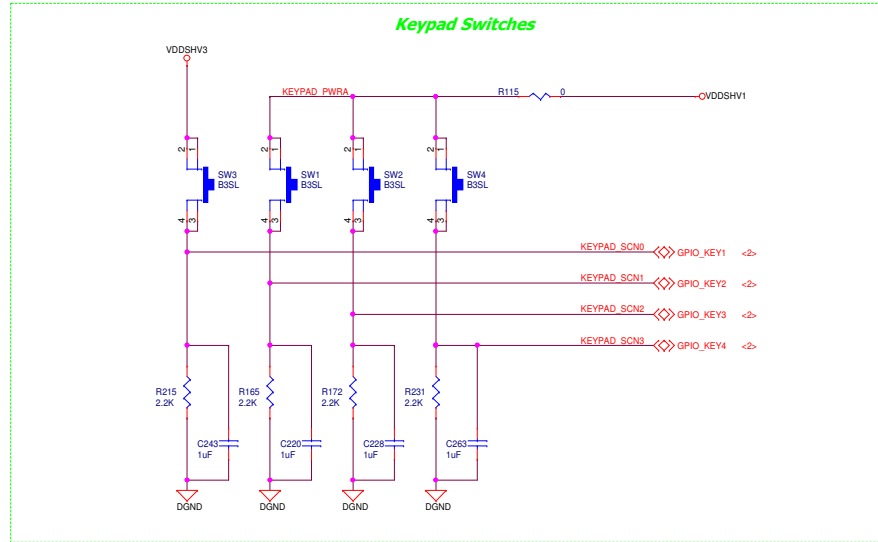 Keypad Switches
VDDSHV3
KEYPAD_PWRA
R115
0
VDDSHV1
2
1
2
1
2
1
2
1
SW3
B3SL
SW1
B3SL
SW2
B3SL
SW4
B3SL
4
3
4
3
4
3
4
3
KEYPAD_SCN0
GPIO_KEY1 <2>
KEYPAD_SCN1
GPIO_KEY2 <2>
KEYPAD_SCN2
GPIO_KEY3 <2>
KEYPAD_SCN3
GPIO_KEY4 <2>
R215
2.2K
R165
2.2K
R172
2.2K
R231
2.2K
C243
1uF
C220
1uF
C228
1uF
C263
1uF
DGND
DGND
DGND
DGND